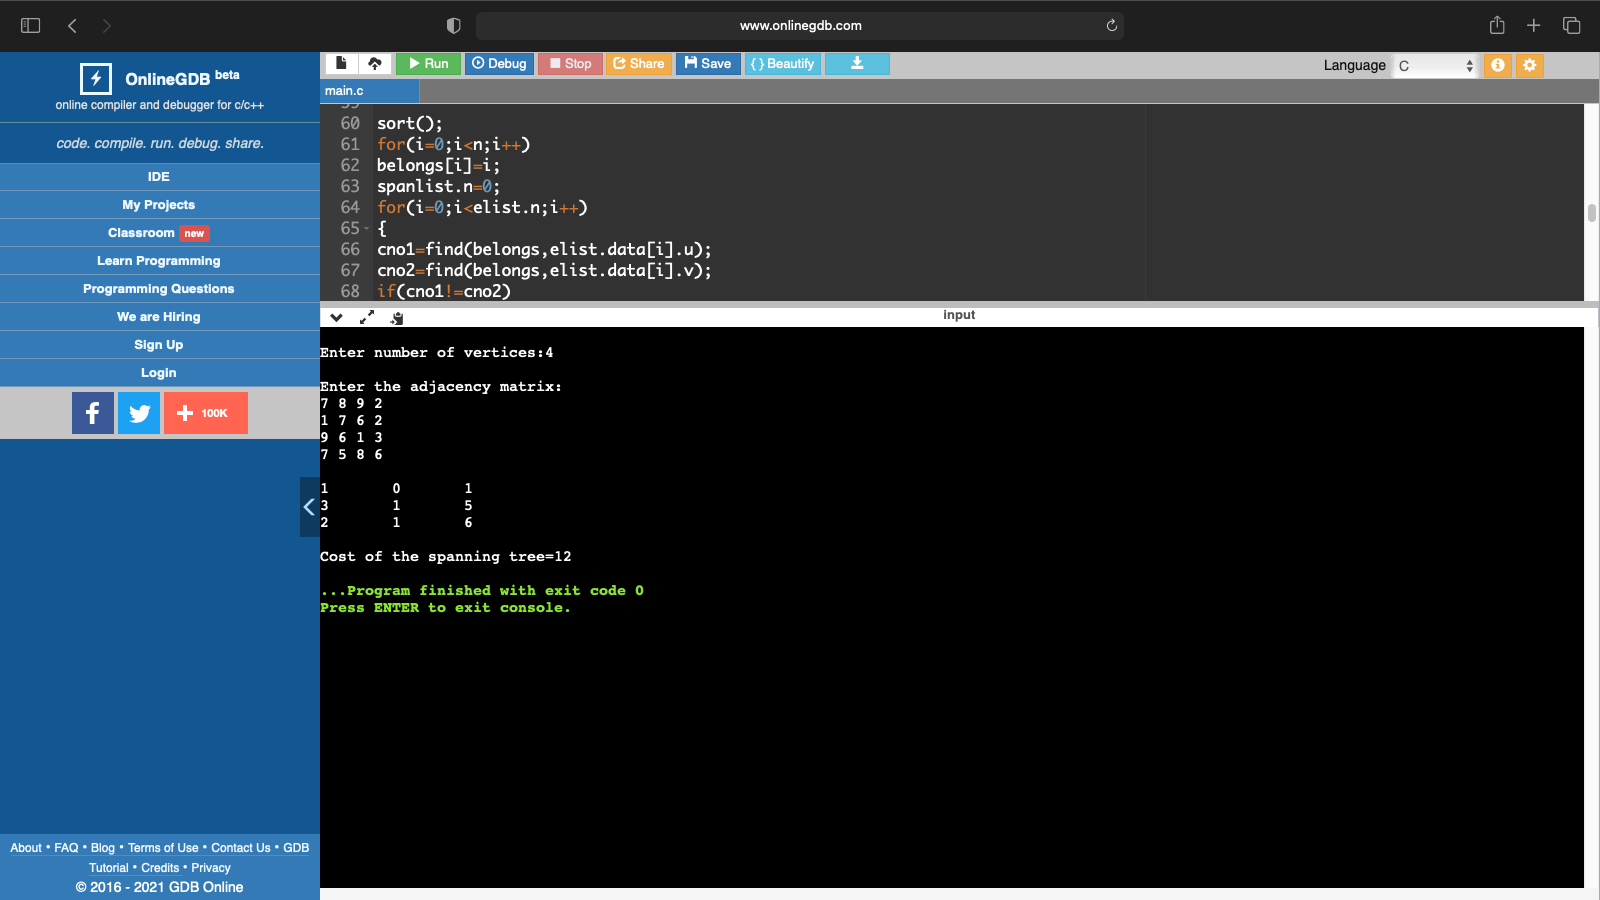 www.onlinegdb.com
OnlineGDB beta
online compiler and debugger for c/c++
code. compile. run. debug. share.
IDE
My Projects
Classroom new
Learn Programming
Programming Questions
We are Hiring
Sign Up
Login
f
100K
About • FAQ • Blog • Terms of Use • Contact Us • GDB
Tutorial • Credits • Privacy
© 2016 - 2021 GDB Online
Run Debug Stop Share Save {} Beautify
Language C
main.c
59
60 sort();
61 for(i=0;i<n;i++)
62 belongs[i]=i;
63 spanlist.n=0;
64 for(i=0;i<elist.n;i++)
65 {
66 cno1=find(belongs,elist.data[i].u);
67 cno2=find(belongs,elist.data[i].v);
68 if(cno1!=cno2)
input
Enter number of vertices:4
Enter the adjacency matrix:
7 8 9 2
1 7 6 2
9 6 1 3
7 5 8 6
1 0 1
3 1 5
2 1 6
Cost of the spanning tree=12
...Program finished with exit code 0
Press ENTER to exit console.